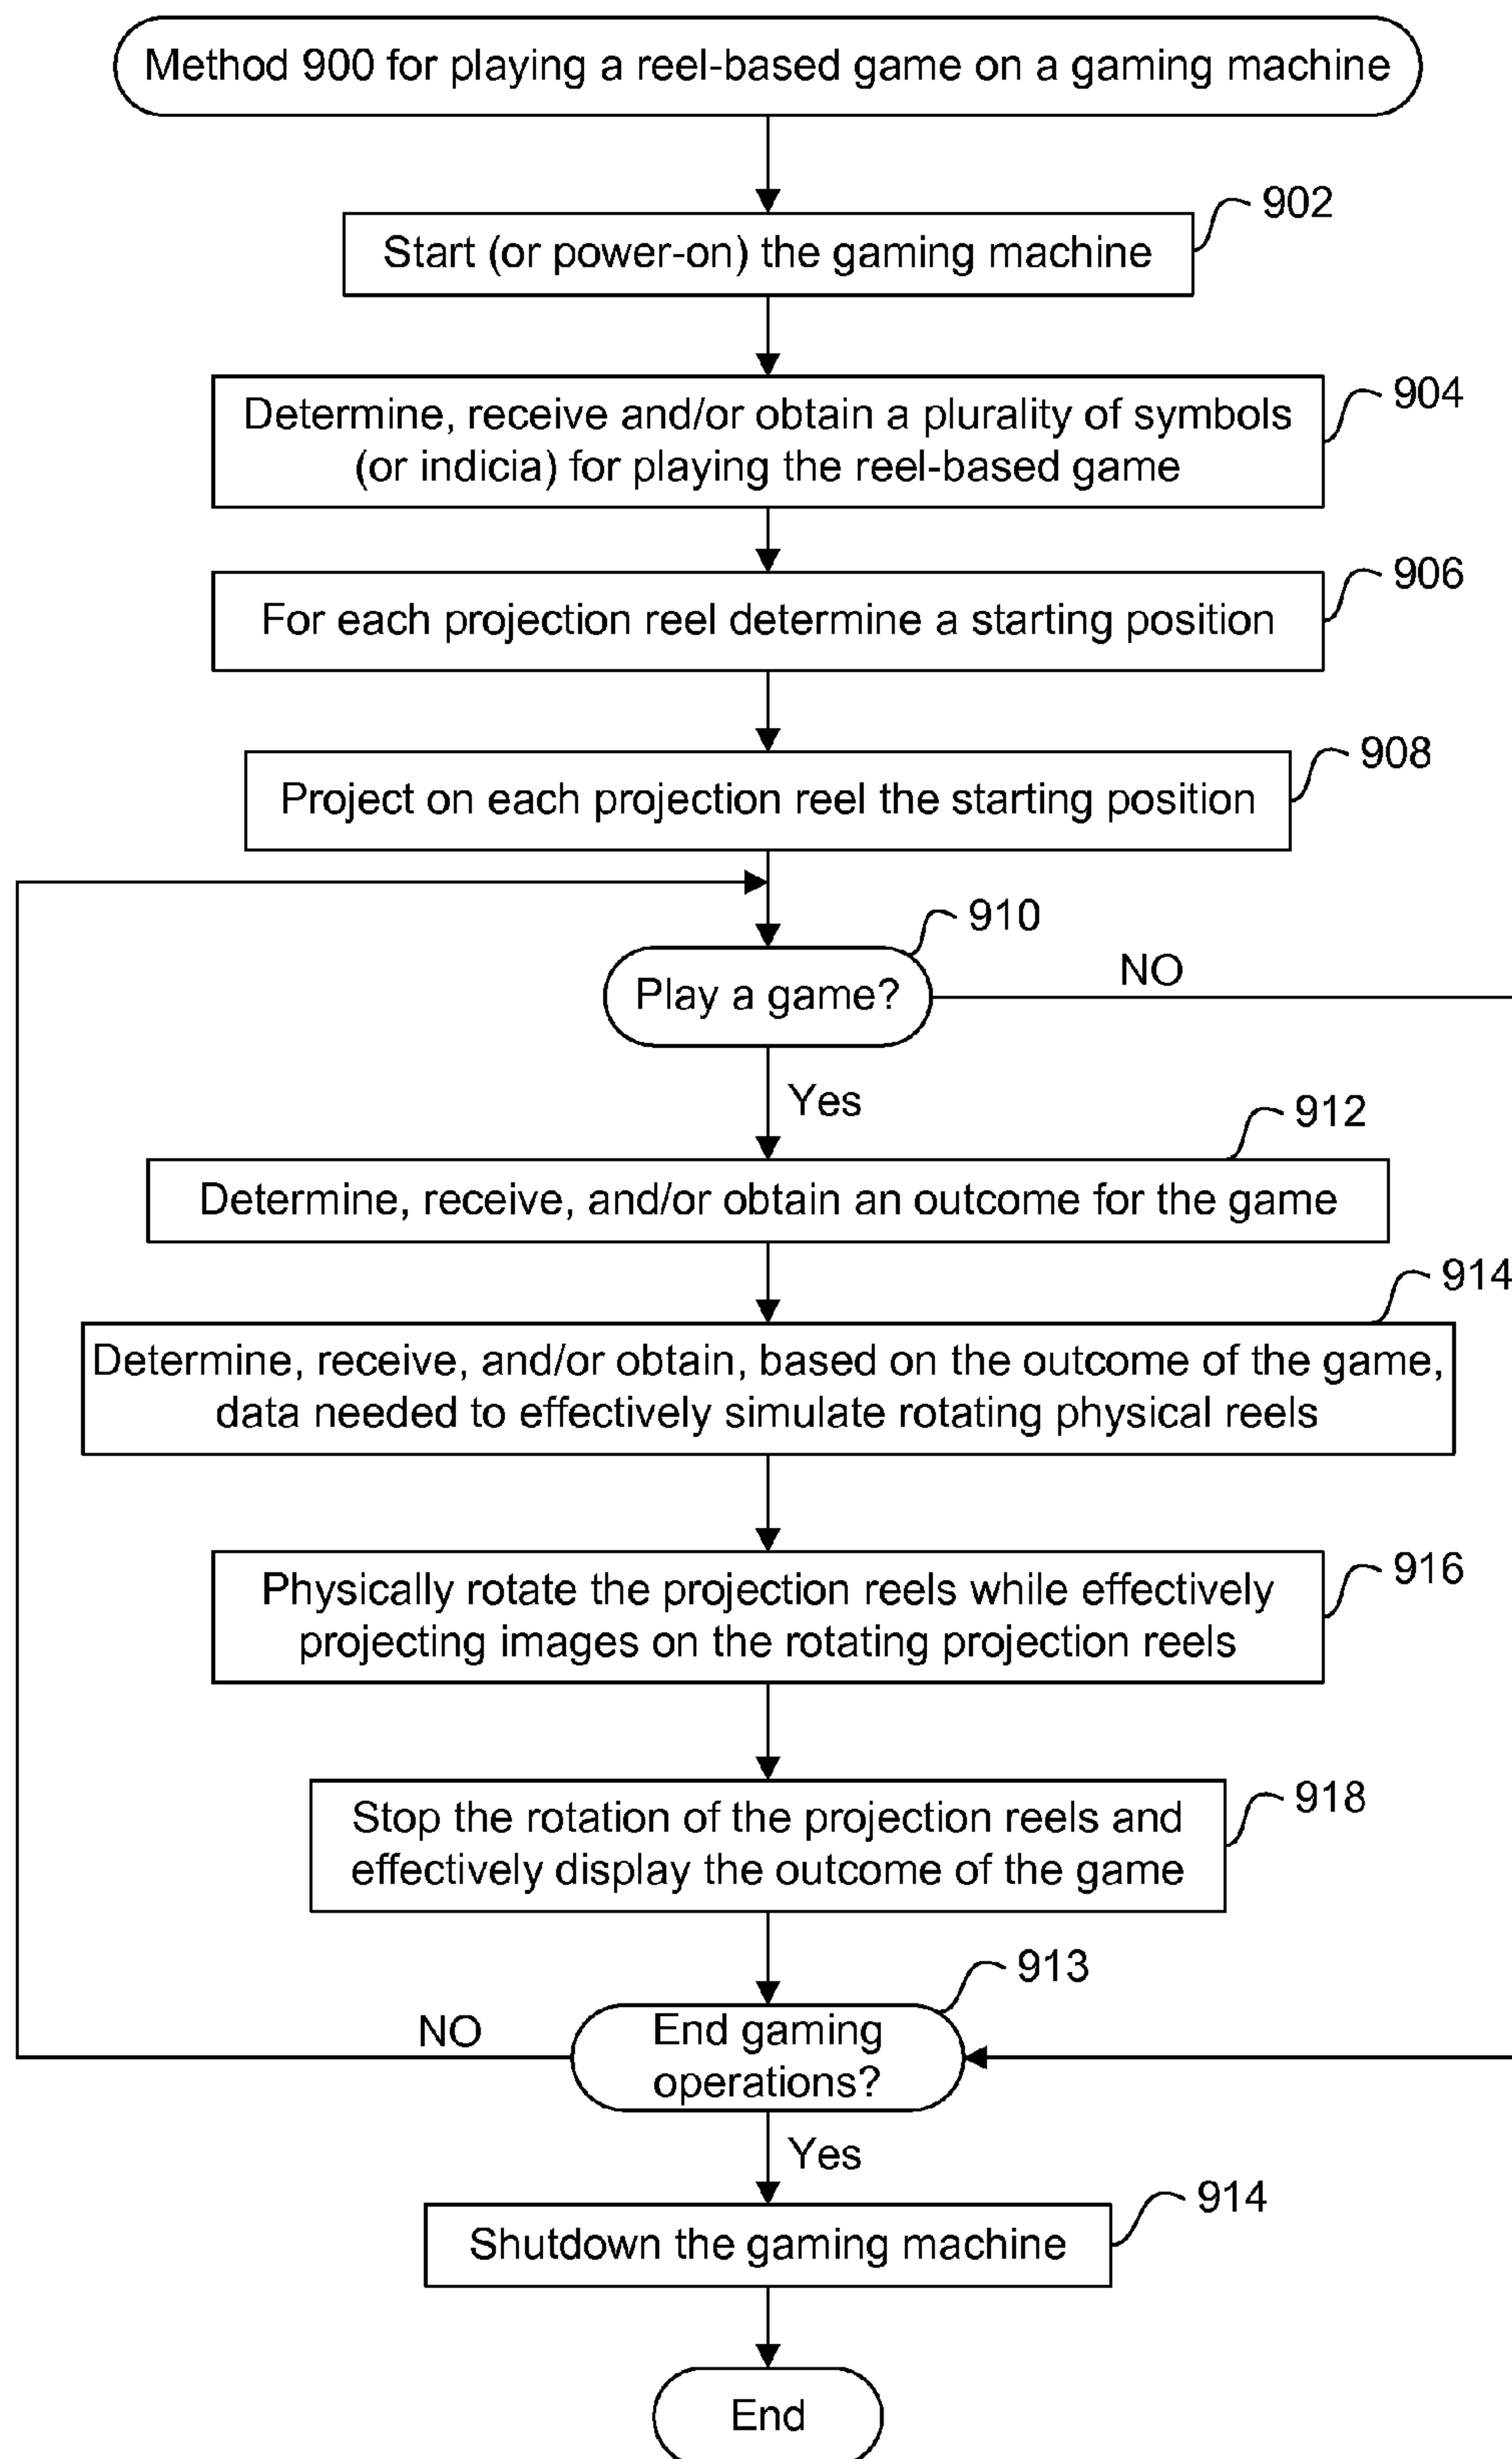 Method 900 for playing a reel-based game on a gaming machine
902
Start (or power-on) the gaming machine
904
Determine, receive and/or obtain a plurality of symbols
(or indicia) for playing the reel-based game
906
For each projection reel determine a starting position
908
Project on each projection reel the starting position
910
Play a game?
NO
Yes
912
Determine, receive, and/or obtain an outcome for the game
914
Determine, receive, and/or obtain, based on the outcome of the game,
data needed to effectively simulate rotating physical reels
916
Physically rotate the projection reels while effectively
projecting images on the rotating projection reels
918
Stop the rotation of the projection reels and
effectively display the outcome of the game
913
End gaming
operations?
NO
Yes
914
Shutdown the gaming machine
End